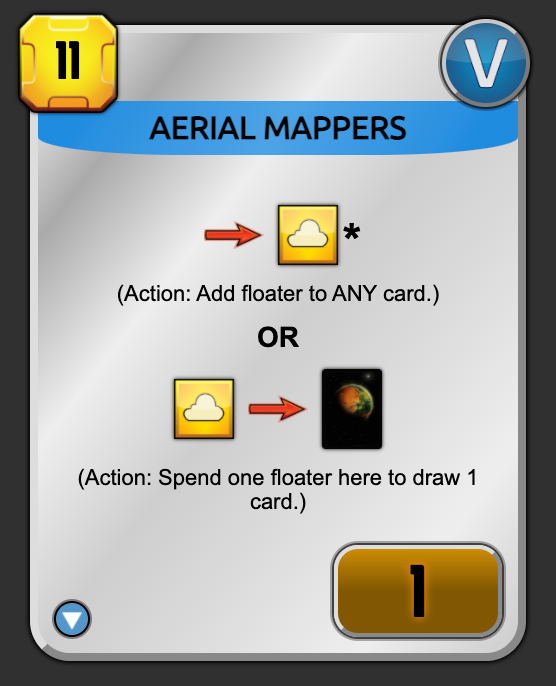 11
V
AERIAL MAPPERS
*
(Action: Add floater to ANY card.)
OR
(Action: Spend one floater here to draw 1
card.)
1